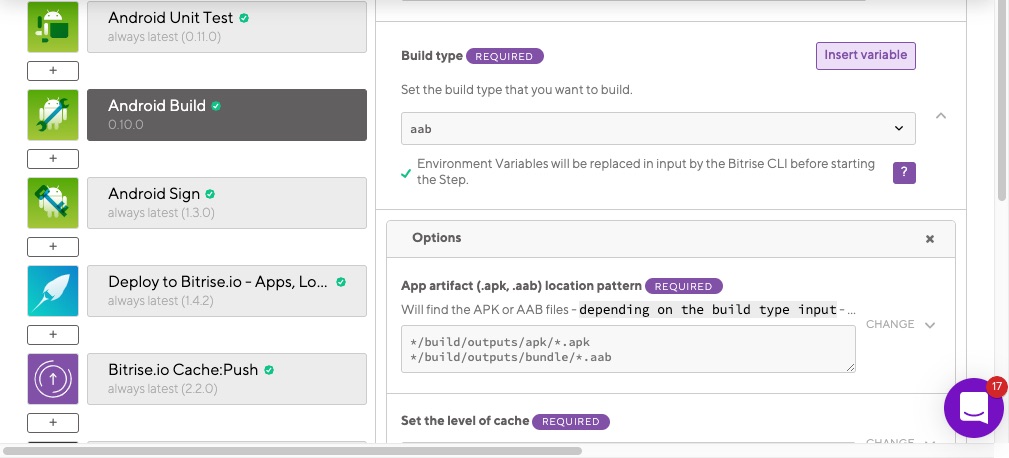 Android Unit Test
always latest (0.11.0)
+
Android Build
0.10.0
+
Android Sign
always latest (1.3.0)
+
Deploy to Bitrise.io - Apps, Lo...
always latest (1.4.2)
+
Bitrise.io Cache:Push
always latest (2.2.0)
+
Build type REQUIRED
Insert variable
Set the build type that you want to build.
aab
Environment Variables will be replaced in input by the Bitrise CLI before starting
the Step.
?
Options
×
App artifact (.apk, .aab) location pattern REQUIRED
Will find the APK or AAB files - depending on the build type input - ...
CHANGE
*/build/outputs/apk/*.apk
*/build/outputs/bundle/*.aab
Set the level of cache REQUIRED
CHANGE
17